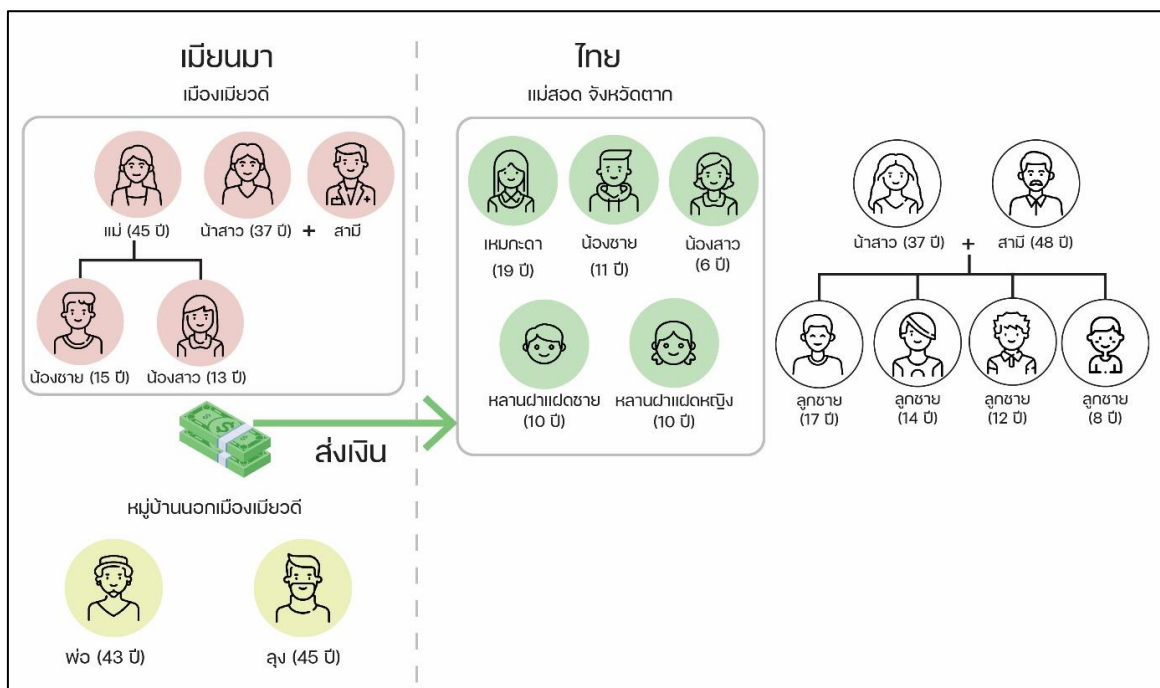 เมียนมา
เมืองเมียวดี
แม่ (45 ปี)
น้าสาว (37 ปี) + สามี
น้องชาย (15 ปี)
น้องสาว (13 ปี)
ส่งเงิน
หมู่บ้านนอกเมืองเมียวดี
พ่อ (43 ปี)
ลุง (45 ปี)
ไทย
แม่สอด จังหวัดตาก
เหมกะดา
(19 ปี)
น้องชาย
(11 ปี)
น้องสาว
(6 ปี)
หลานฝาแฝดชาย
(10 ปี)
หลานฝาแฝดหญิง
(10 ปี)
น้าสาว (37 ปี) + สามี (48 ปี)
ลูกชาย
(17 ปี)
ลูกชาย
(14 ปี)
ลูกชาย
(12 ปี)
ลูกชาย
(8 ปี)